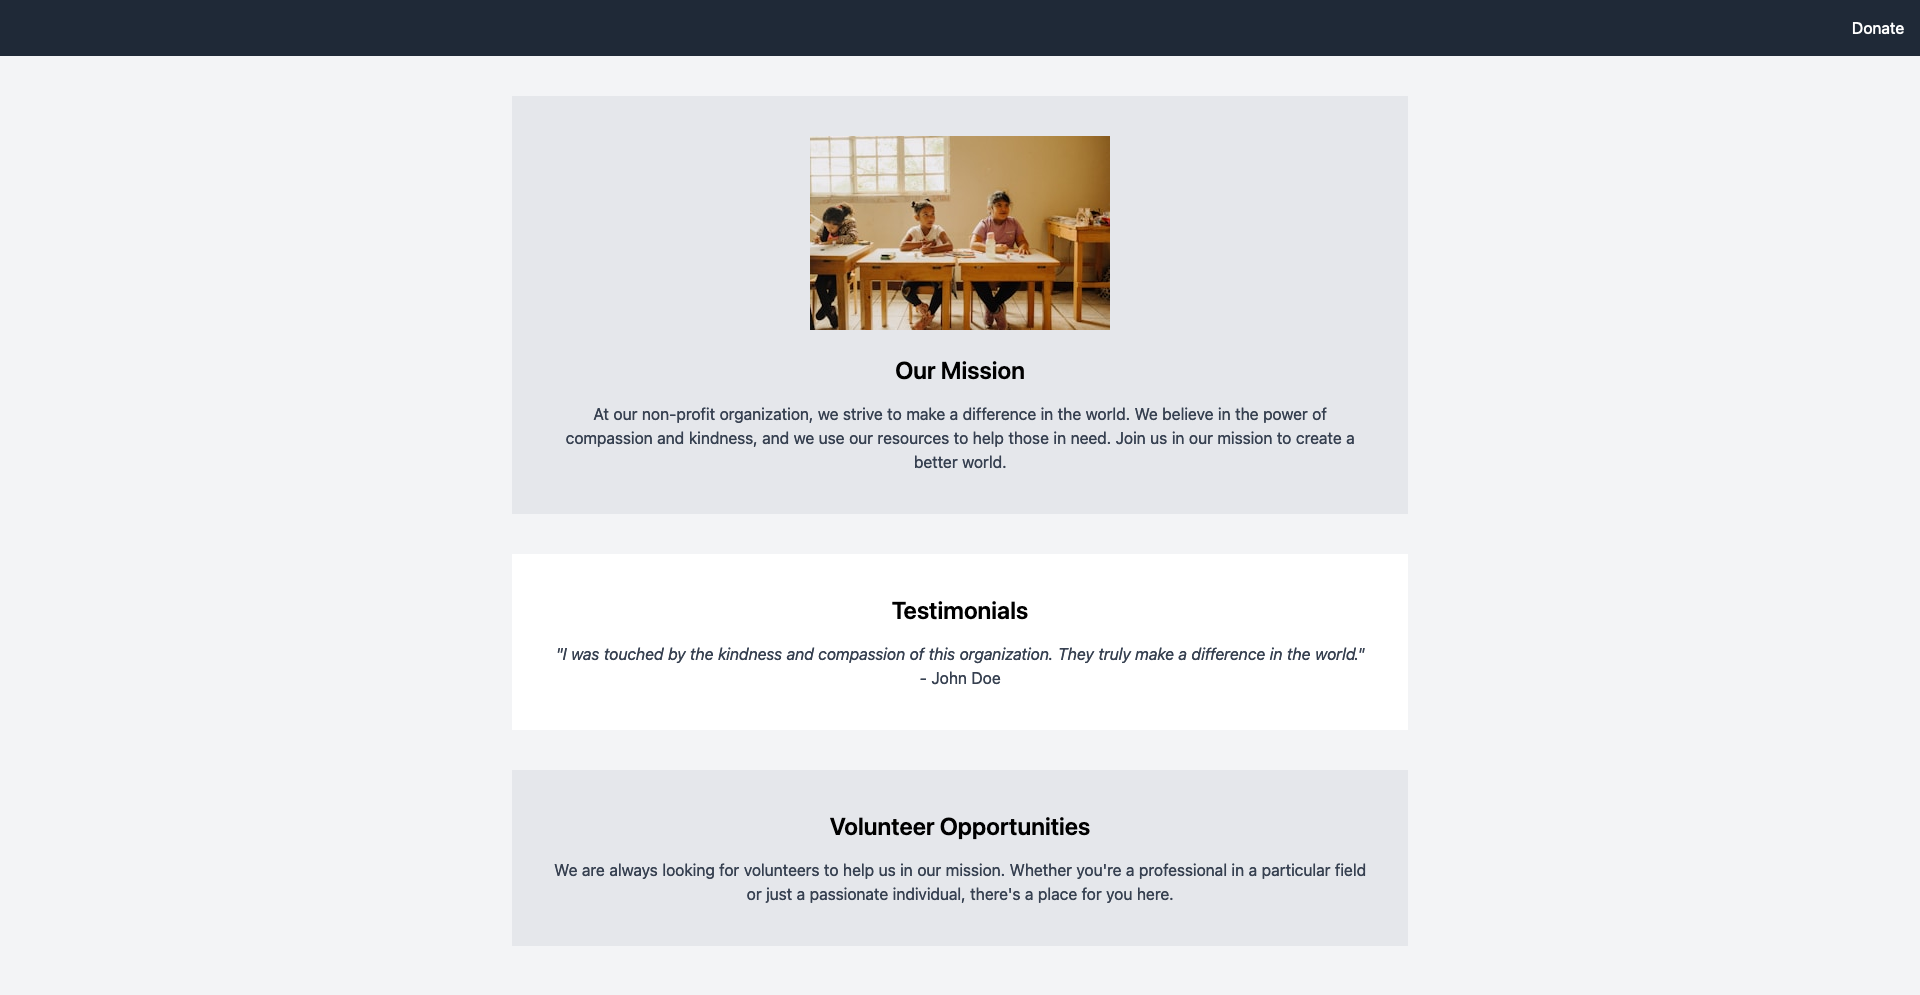 Donate
Our Mission
At our non-profit organization, we strive to make a difference in the world. We believe in the power of
compassion and kindness, and we use our resources to help those in need. Join us in our mission to create a
better world.
Testimonials
"I was touched by the kindness and compassion of this organization. They truly make a difference in the world."
- John Doe
Volunteer Opportunities
We are always looking for volunteers to help us in our mission. Whether you're a professional in a particular field
or just a passionate individual, there's a place for you here.